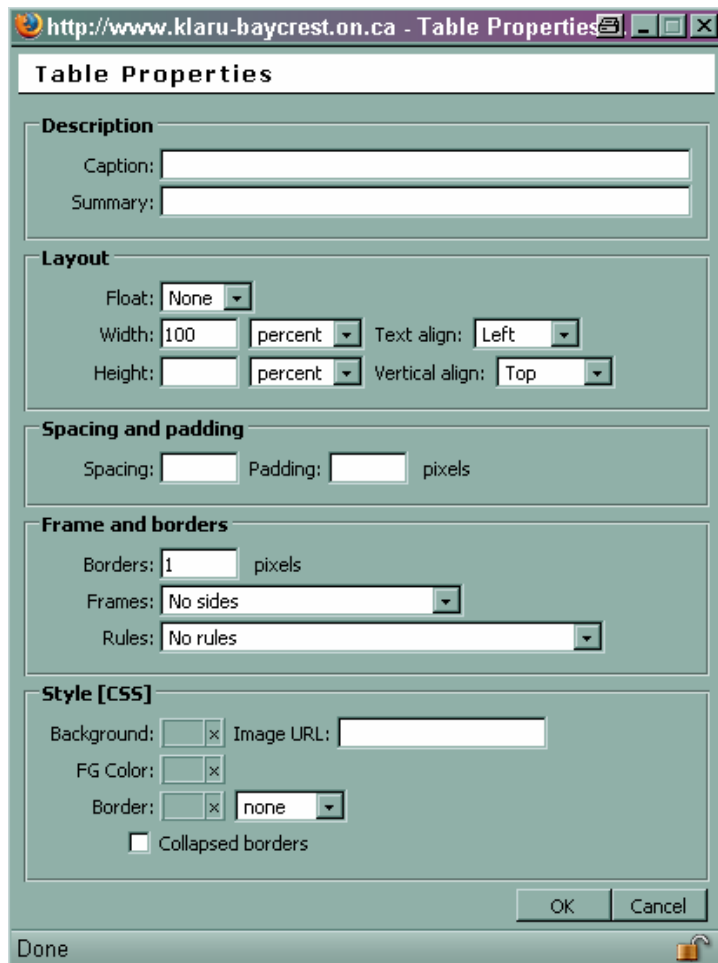 http://www.klaru-baycrest.on.ca - Table Properties
Table Properties
Description
Caption:
Summary:
Layout
Float: None
Width: 100 percent Text align: Left
Height: percent Vertical align: Top
Spacing and padding
Spacing: Padding: pixels
Frame and borders
Borders: 1 pixels
Frames: No sides
Rules: No rules
Style [CSS]
Background: x Image URL:
FG Color: x
Border: x none
Collapsed borders
OK Cancel
Done